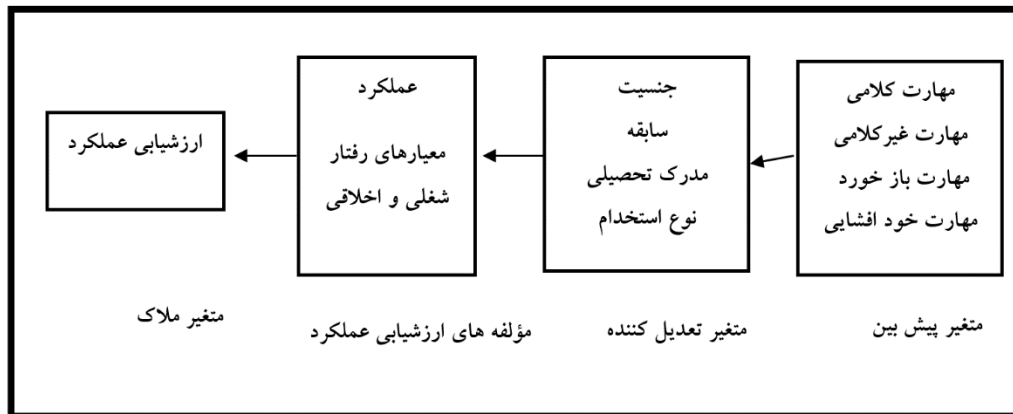 مهارت کلامی
مهارت غیرکلامی
مهارت باز خورد
مهارت خود افشایی
متغیر پیش بین
جنسیت
سابقه
مدرک تحصیلی
نوع استخدام
متغیر تعدیل کننده
عملکرد
معیارهای رفتار
شغلی و اخلاقی
مؤلفه های ارزشیابی عملکرد
ارزشیابی عملکرد
متغیر ملاک